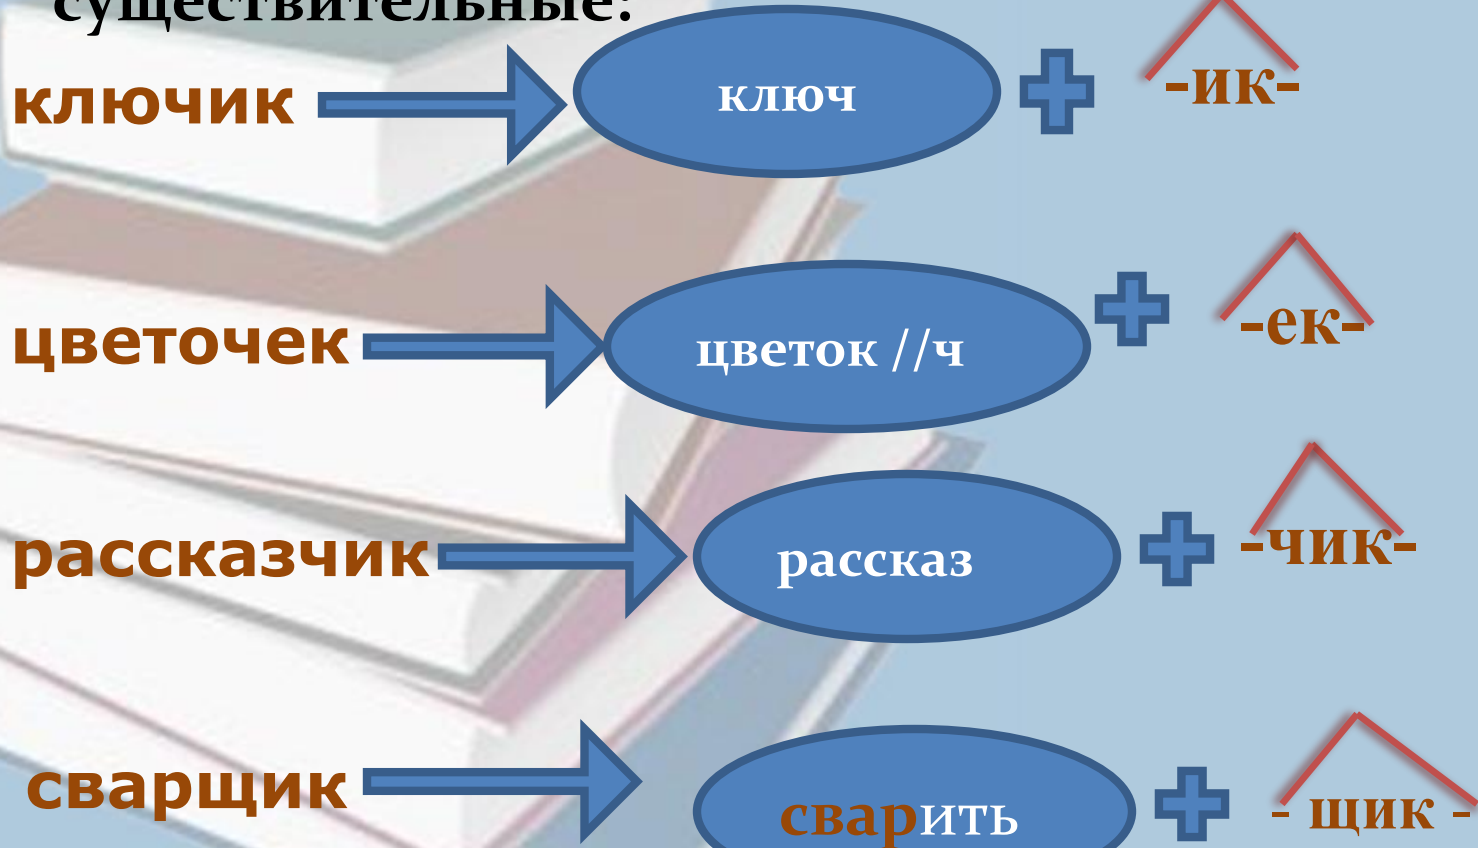 существительные:
ключик ключ -ик-
цветочек цветок //ч -ек-
рассказчик рассказ -чик-
сварщик сварить - щик -